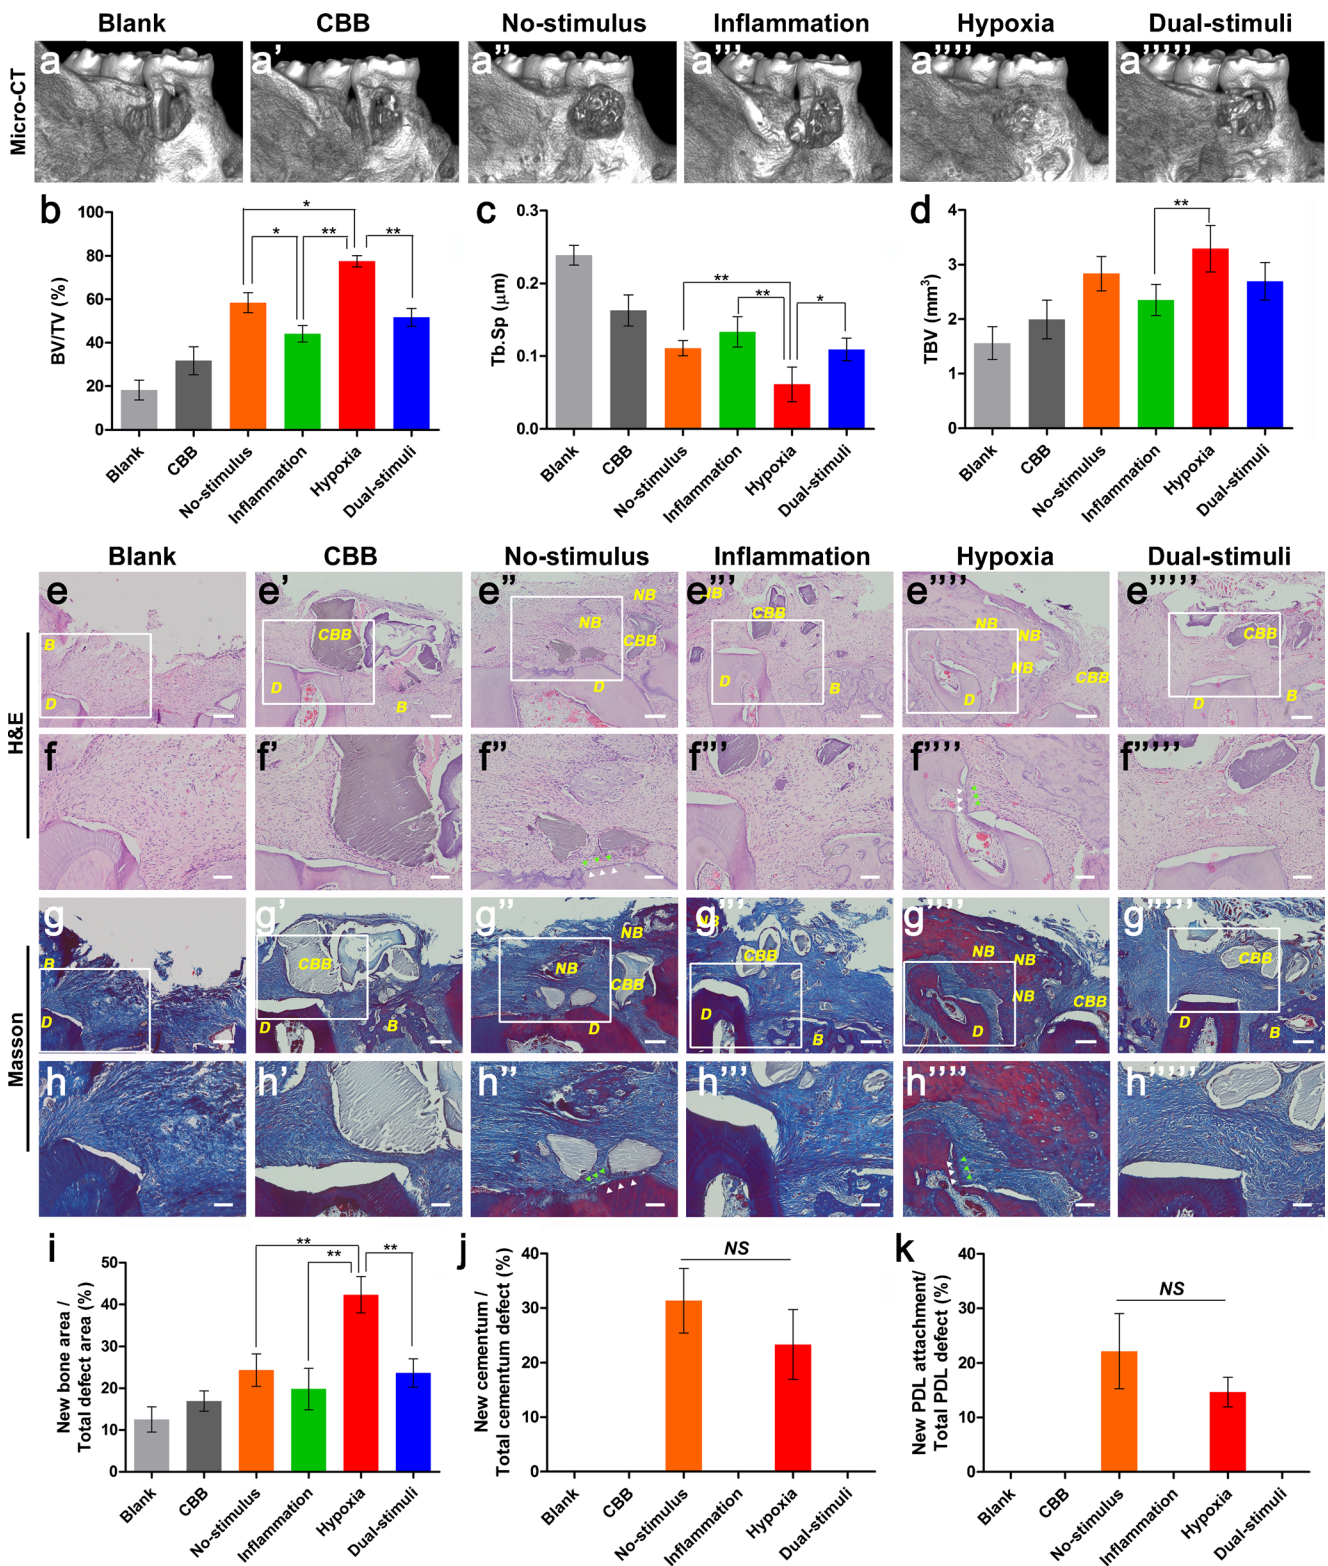 Blank CBB No-stimulus Inflammation Hypoxia Dual-stimuli
Micro-CT
a a’ a’’ a’’’ a’’’’ a’’’’’
b
BV/TV (%)
100
80
60
40
20
0
* * ** **
Blank CBB No-stimulus Inflammation Hypoxia Dual-stimuli
c
Tb.Sp (μm)
0.3
0.2
0.1
0.0
** ** *
Blank CBB No-stimulus Inflammation Hypoxia Dual-stimuli
d
TBV (mm³)
4
3
2
1
0
**
Blank CBB No-stimulus Inflammation Hypoxia Dual-stimuli
Blank CBB No-stimulus Inflammation Hypoxia Dual-stimuli
H&E
e e’ e’’ e’’’ e’’’’ e’’’’’
B D
CBB D B
NB NB CBB D
NB CBB D B
NB NB NB CBB D
CBB D B
f f’ f’’ f’’’ f’’’’ f’’’’’
Masson
g g’ g’’ g’’’ g’’’’ g’’’’’
B D
CBB D B
NB NB CBB D
NB CBB D B
NB NB NB CBB D
CBB D B
h h’ h’’ h’’’ h’’’’ h’’’’’
i
New bone area /
Total defect area (%)
50
40
30
20
10
0
** ** **
Blank CBB No-stimulus Inflammation Hypoxia Dual-stimuli
j
New cementum /
Total cementum defect (%)
40
30
20
10
0
NS
Blank CBB No-stimulus Inflammation Hypoxia Dual-stimuli
k
New PDL attachment/
Total PDL defect (%)
40
30
20
10
0
NS
Blank CBB No-stimulus Inflammation Hypoxia Dual-stimuli